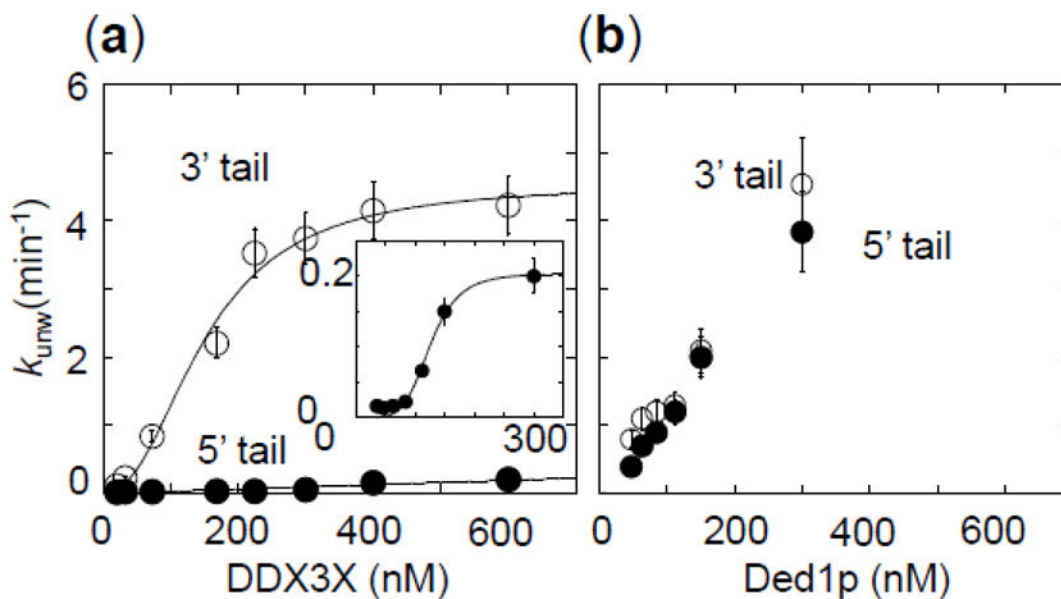 (a)
(b)
6
4
2
0
k_unw(min⁻¹)
3' tail
5' tail
0.2
0
0
300
0
200
400
600
DDX3X (nM)
3' tail
5' tail
0
200
400
600
Ded1p (nM)